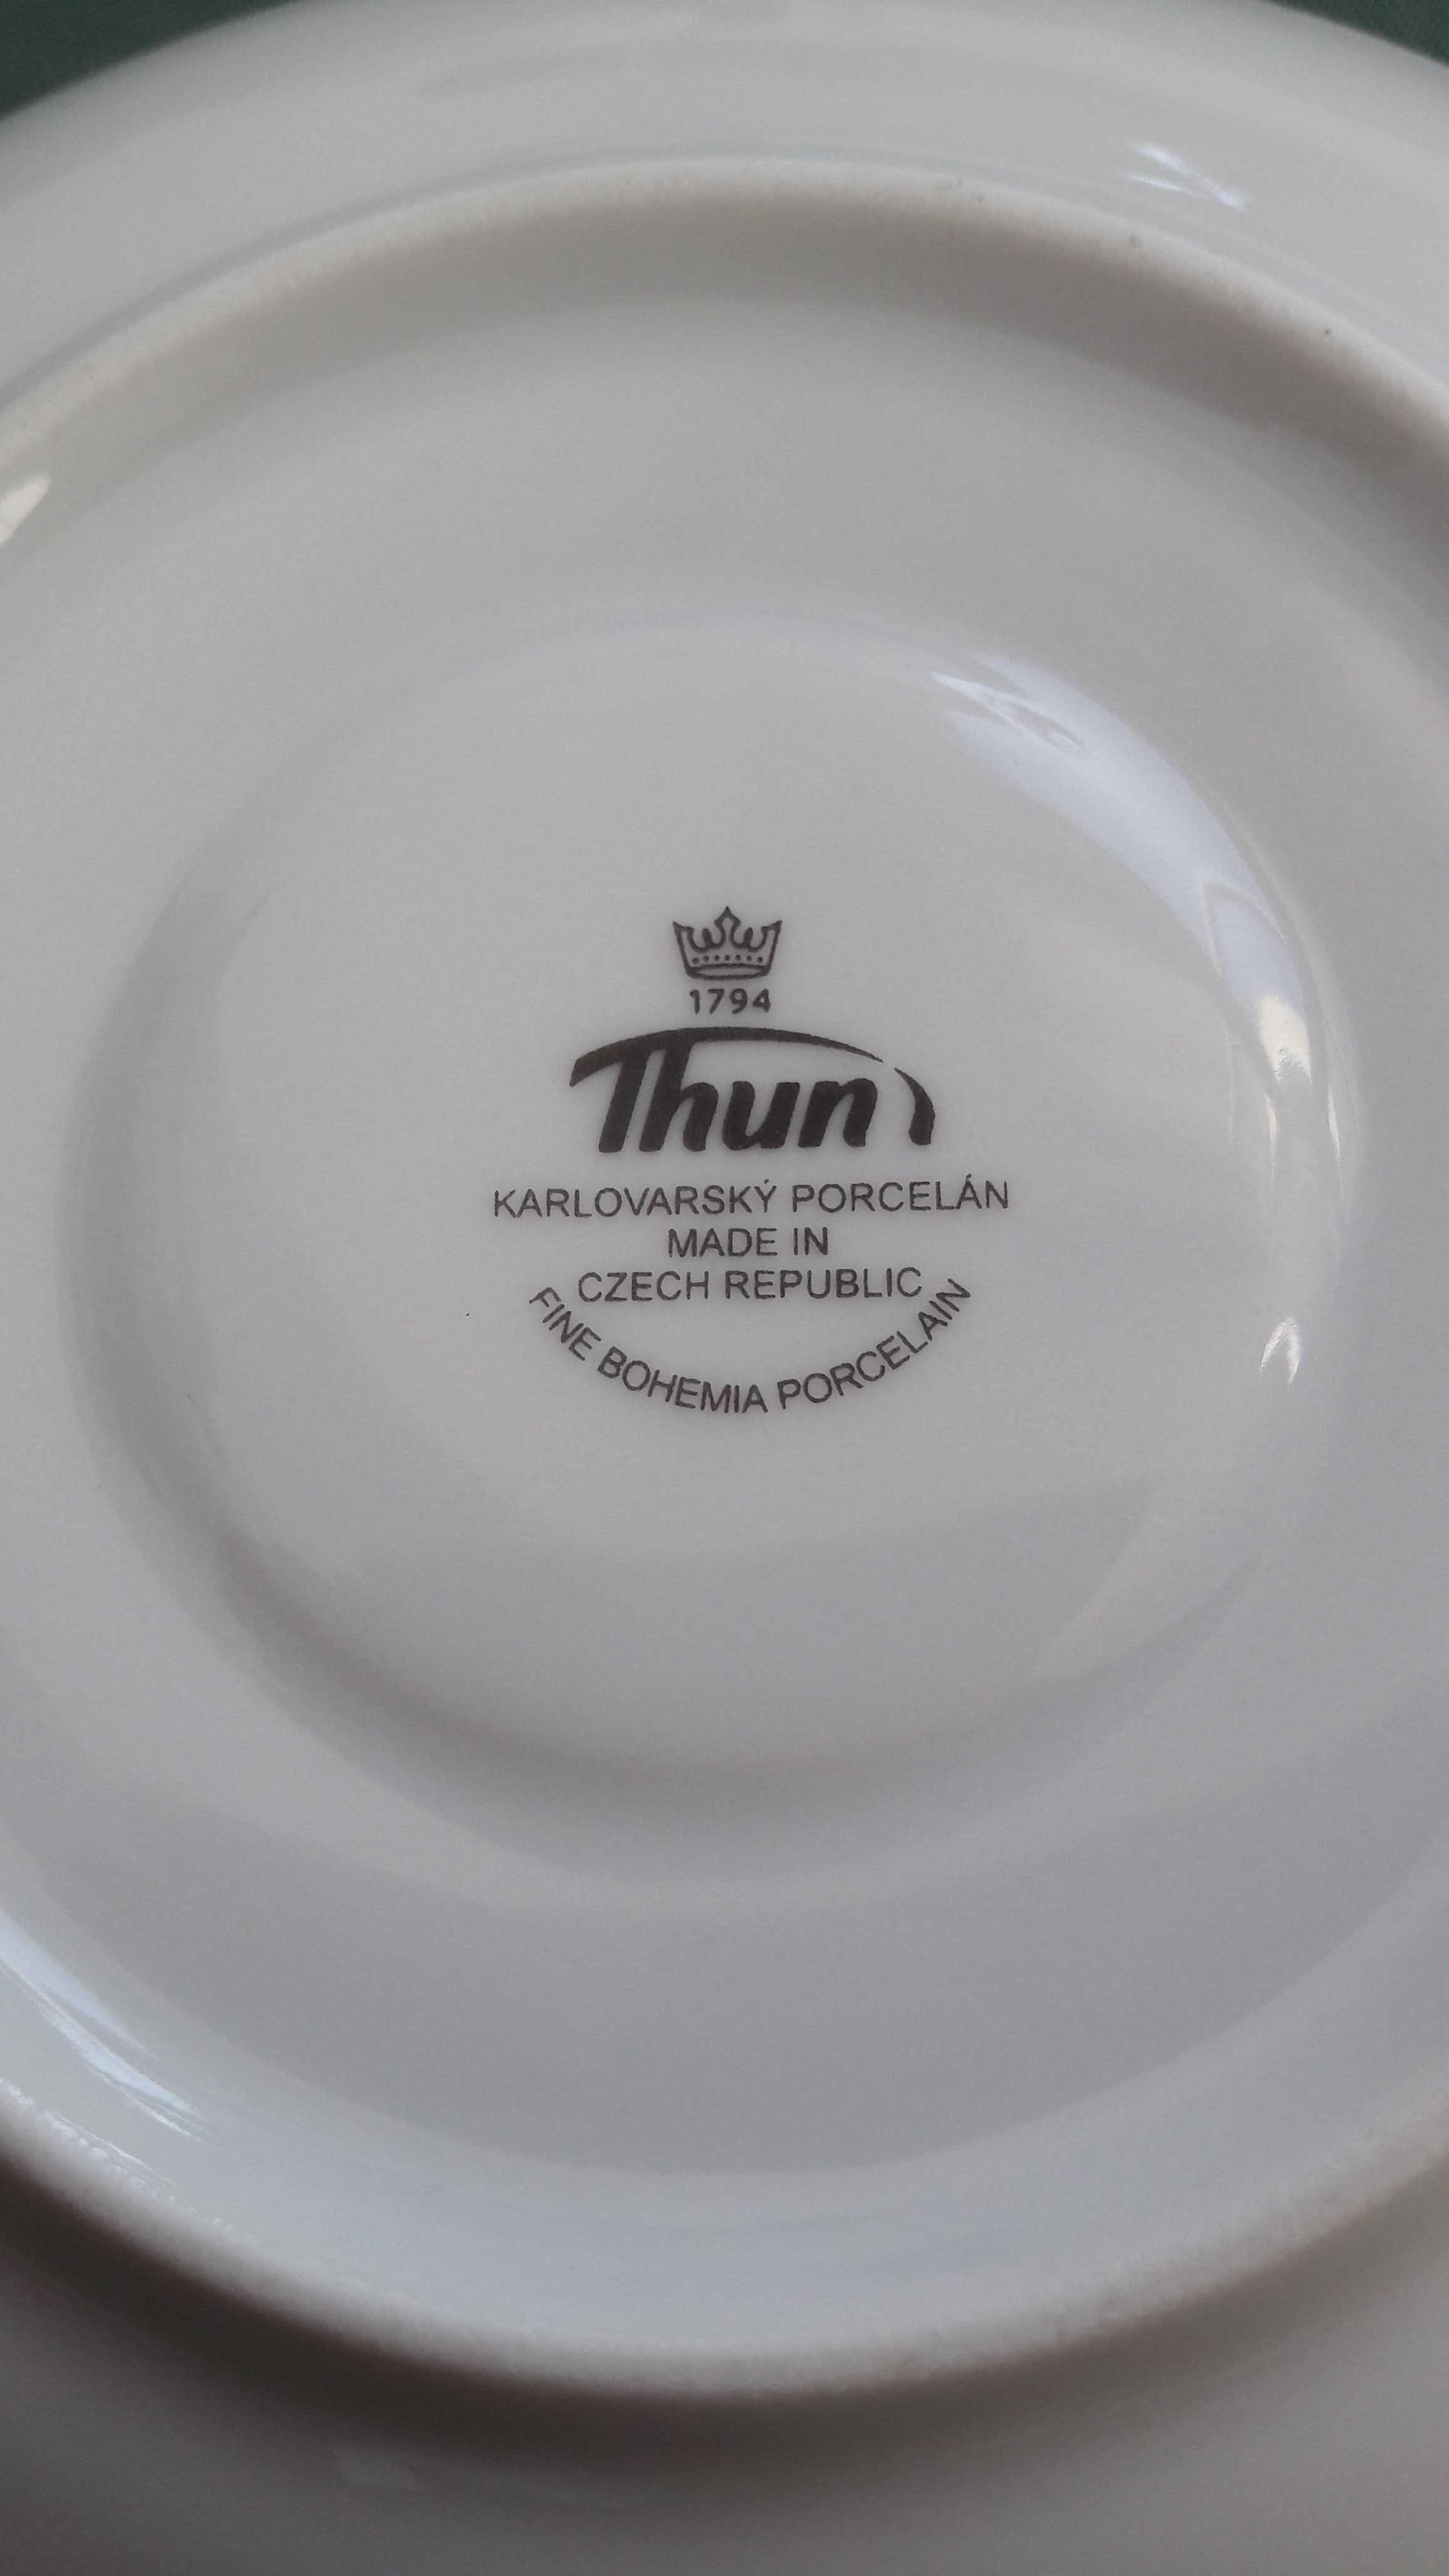 1794
Thun
KARLOVARSKÝ PORCELÁN
MADE IN
CZECH REPUBLIC
FINE BOHEMIA PORCELAIN